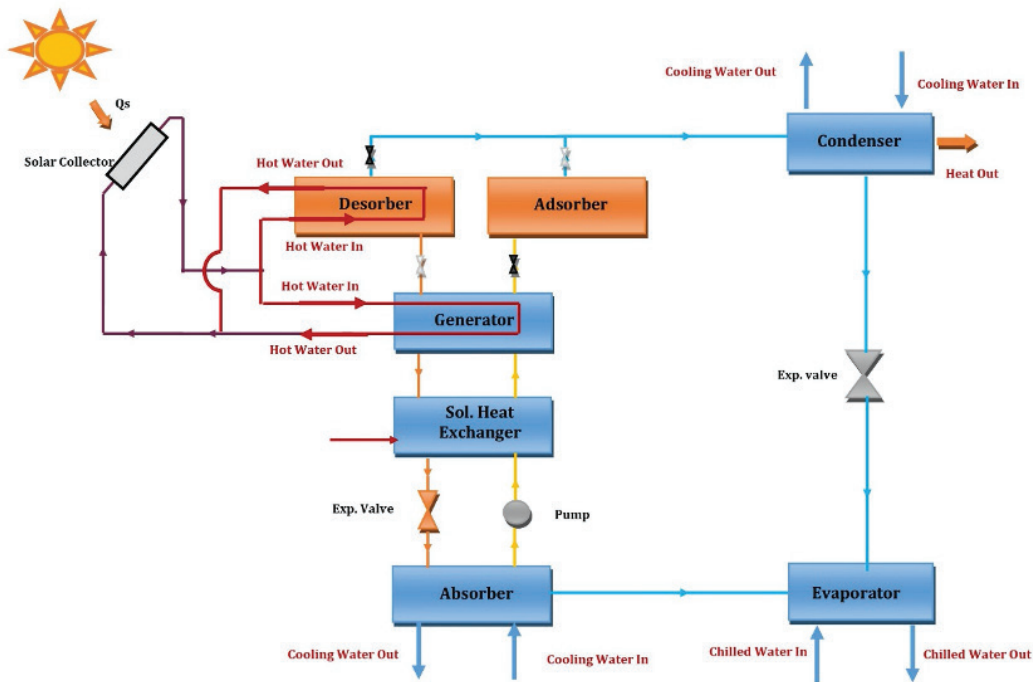 Cooling Water Out
Cooling Water In
Qs
Solar Collector
Condenser
Hot Water Out
Heat Out
Desorber
Adsorber
Hot Water In
Hot Water In
Generator
Hot Water Out
Exp. valve
Sol. Heat
Exchanger
Exp. Valve
Pump
Absorber
Evaporator
Cooling Water Out
Cooling Water In
Chilled Water In
Chilled Water Out